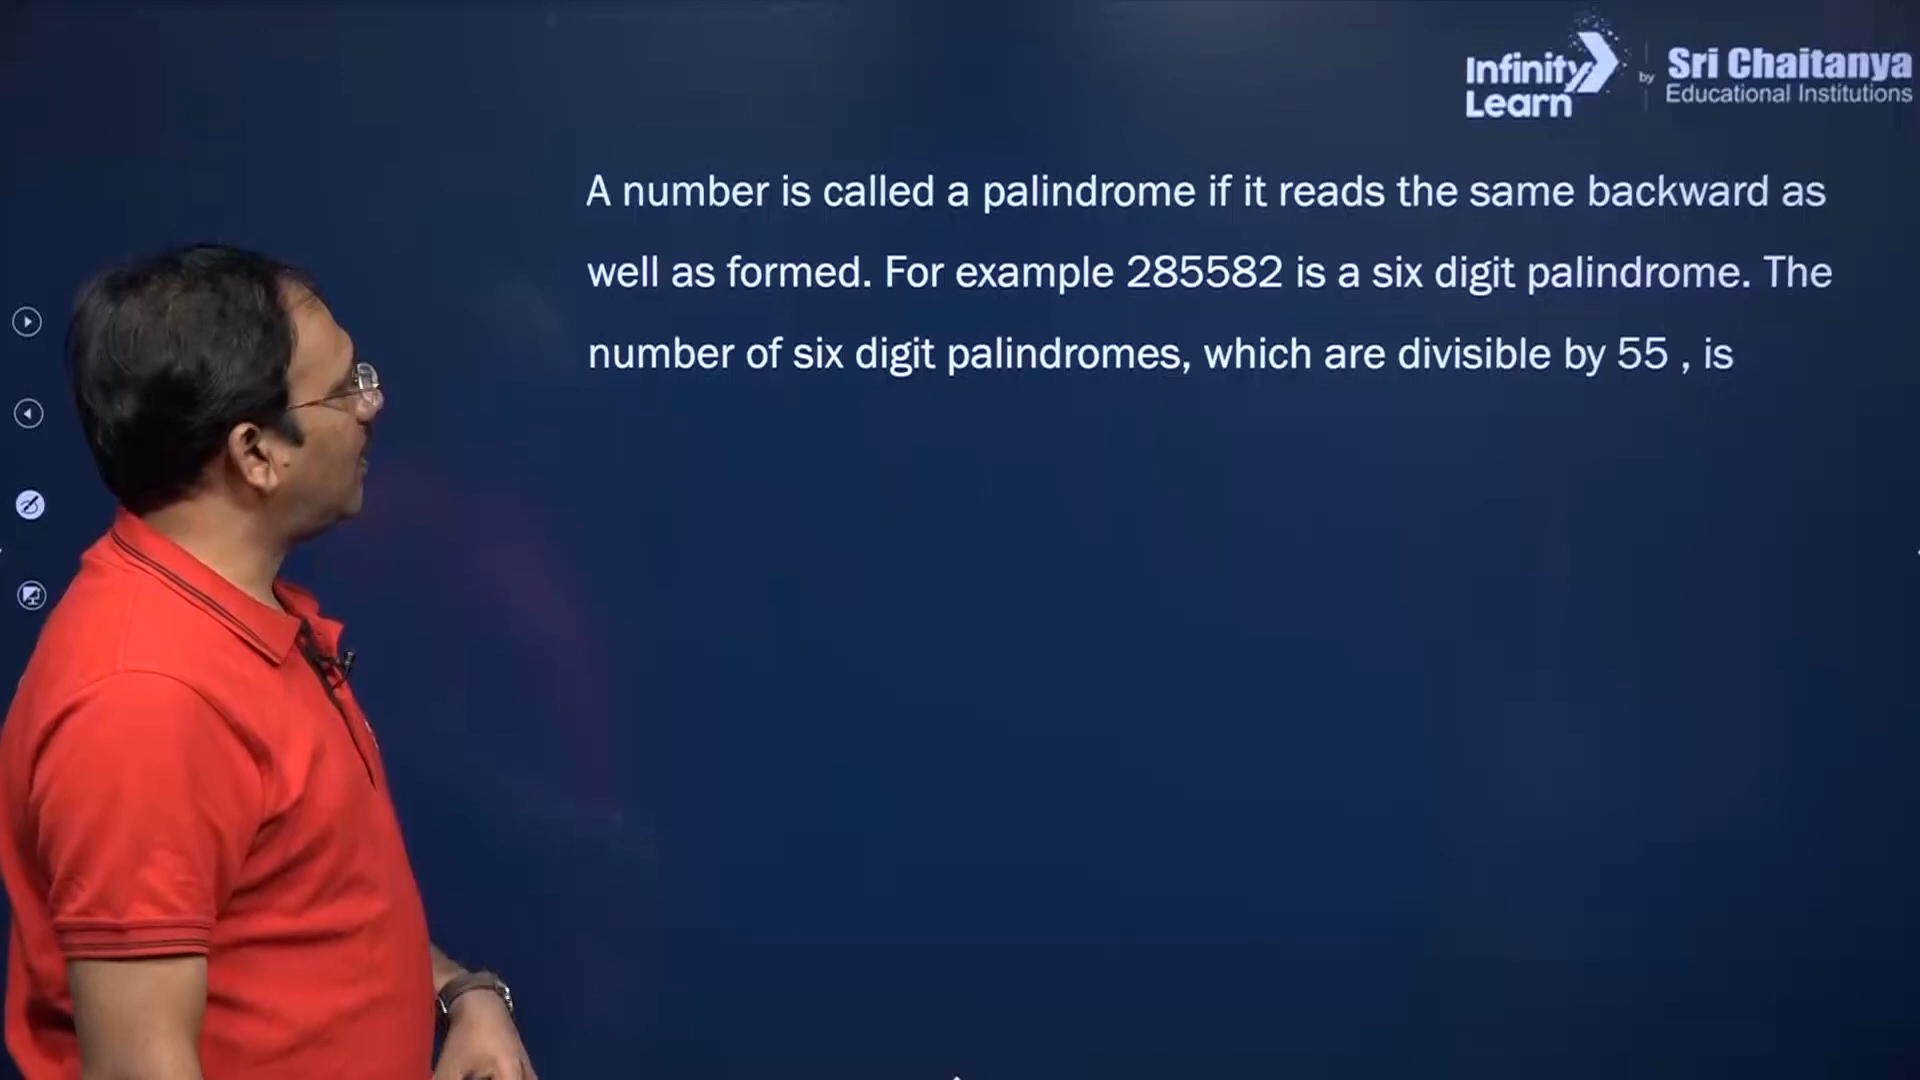 Infinity Learn
by
Sri Chaitanya
Educational Institutions
A number is called a palindrome if it reads the same backward as
well as formed. For example 285582 is a six digit palindrome. The
number of six digit palindromes, which are divisible by 55 , is